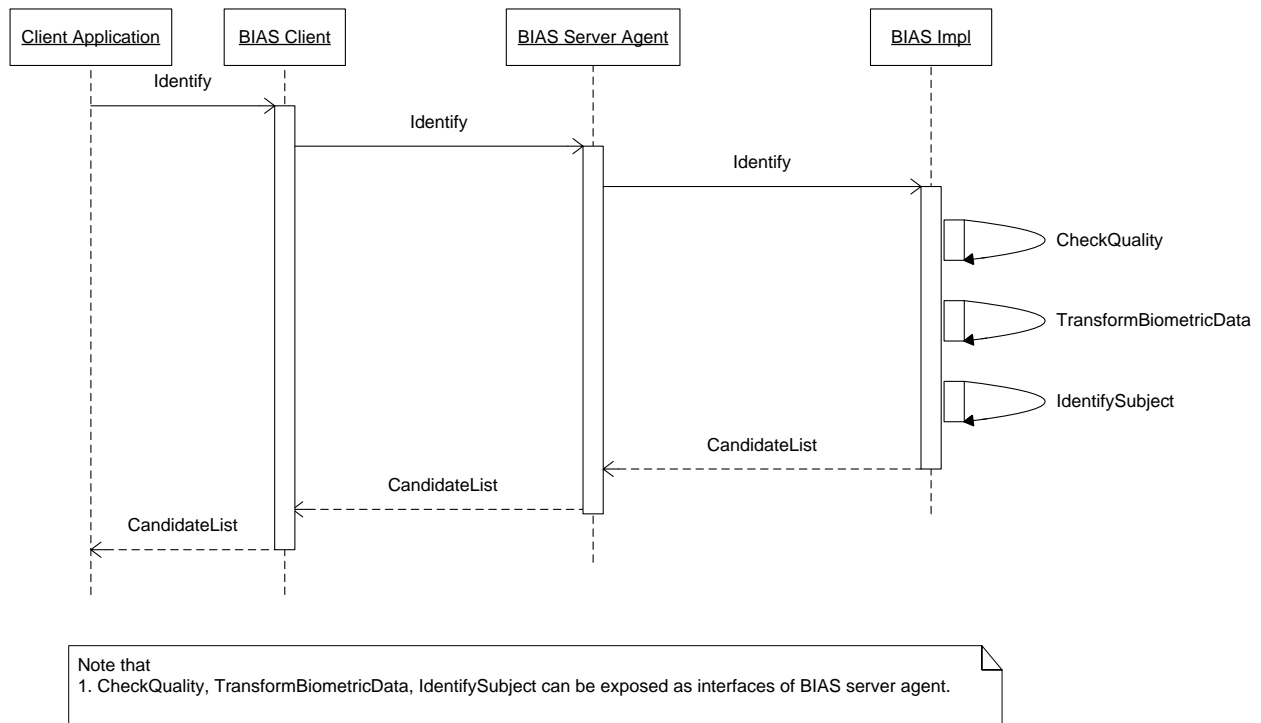 Client Application
BIAS Client
BIAS Server Agent
BIAS Impl
Identify
Identify
Identify
CheckQuality
TransformBiometricData
IdentifySubject
CandidateList
CandidateList
CandidateList
Note that
1. CheckQuality, TransformBiometricData, IdentifySubject can be exposed as interfaces of BIAS server agent.